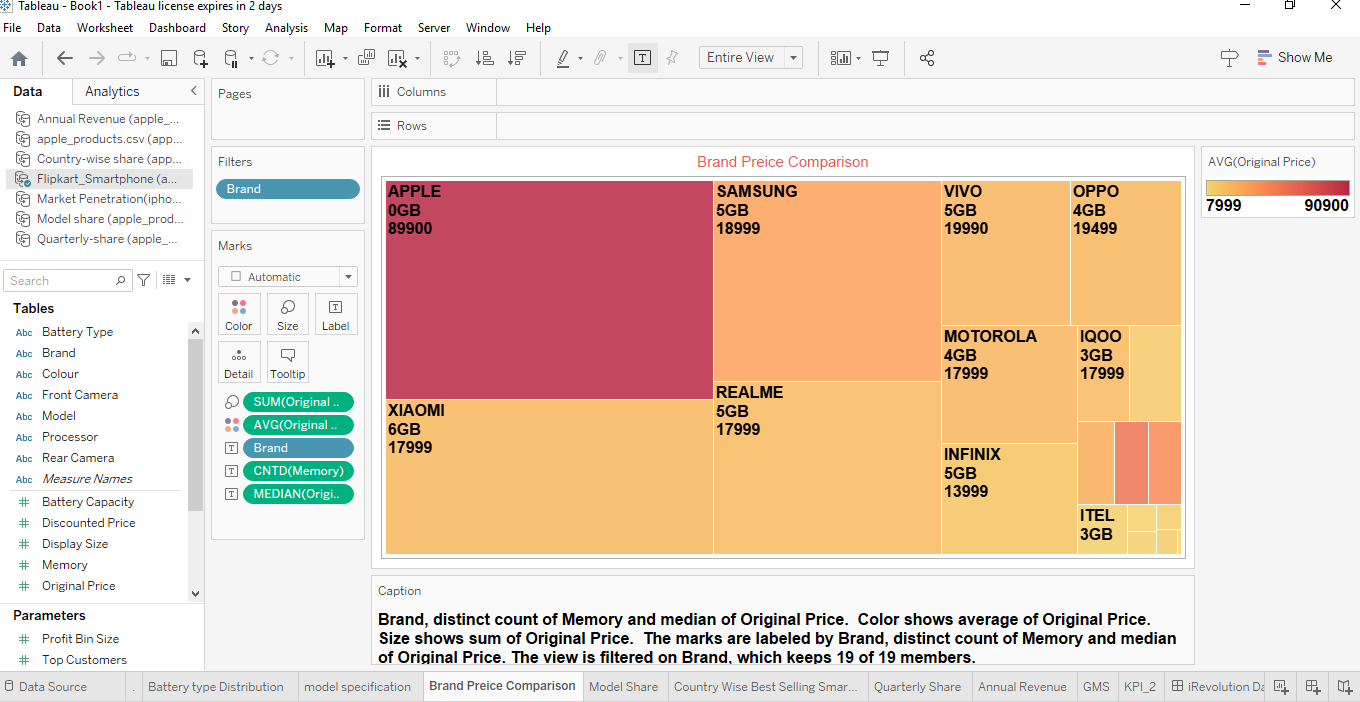 Tableau - Book1 - Tableau license expires in 2 days
File Data Worksheet Dashboard Story Analysis Map Format Server Window Help
Entire View
Show Me
Data Analytics
Annual Revenue (apple_...
apple_products.csv (app...
Country-wise share (app...
Flipkart_Smartphone (a...
Market Penetration(ipho...
Model share (apple_prod...
Quarterly-share (apple_...
Search
Tables
Abc Battery Type
Abc Brand
Abc Colour
Abc Front Camera
Abc Model
Abc Processor
Abc Rear Camera
Abc Measure Names
# Battery Capacity
# Discounted Price
# Display Size
# Memory
# Original Price
Parameters
# Profit Bin Size
# Top Customers
Pages
Filters
Brand
Marks
Automatic
Color Size Label
Detail Tooltip
SUM(Original ..
AVG(Original ..
Brand
CNTD(Memory)
MEDIAN(Origi..
Columns
Rows
Brand Preice Comparison
APPLE
0GB
89900
XIAOMI
6GB
17999
SAMSUNG
5GB
18999
REALME
5GB
17999
VIVO
5GB
19990
OPPO
4GB
19499
MOTOROLA
4GB
17999
IQOO
3GB
17999
INFINIX
5GB
13999
ITEL
3GB
AVG(Original Price)
7999 90900
Caption
Brand, distinct count of Memory and median of Original Price. Color shows average of Original Price.
Size shows sum of Original Price. The marks are labeled by Brand, distinct count of Memory and median
of Original Price. The view is filtered on Brand, which keeps 19 of 19 members.
Data Source . Battery type Distribution model specification Brand Preice Comparison Model Share Country Wise Best Selling Smar... Quarterly Share Annual Revenue GMS KPI_2 iRevolution Da